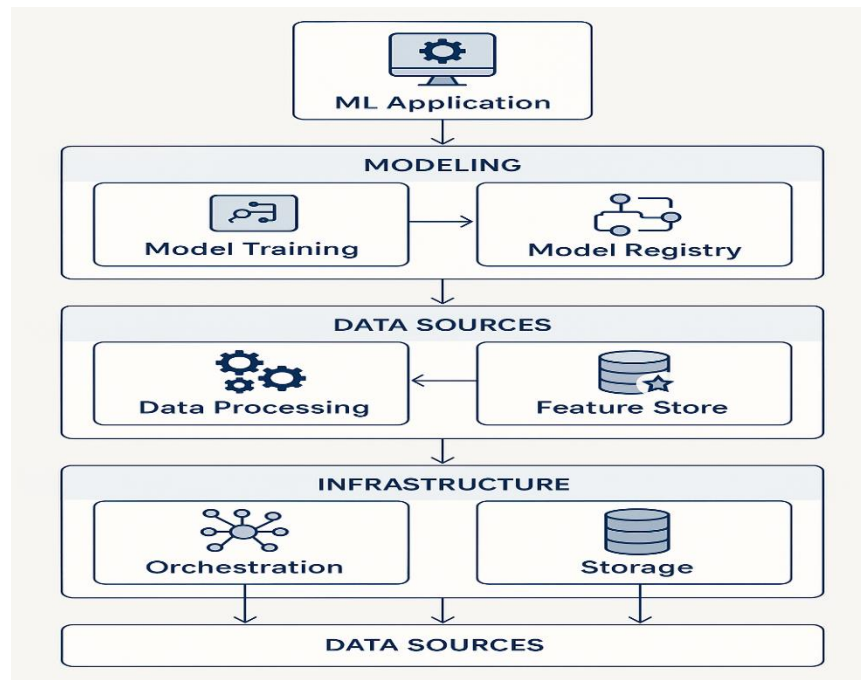 ML Application
MODELING
Model Training
Model Registry
DATA SOURCES
Data Processing
Feature Store
INFRASTRUCTURE
Orchestration
Storage
DATA SOURCES